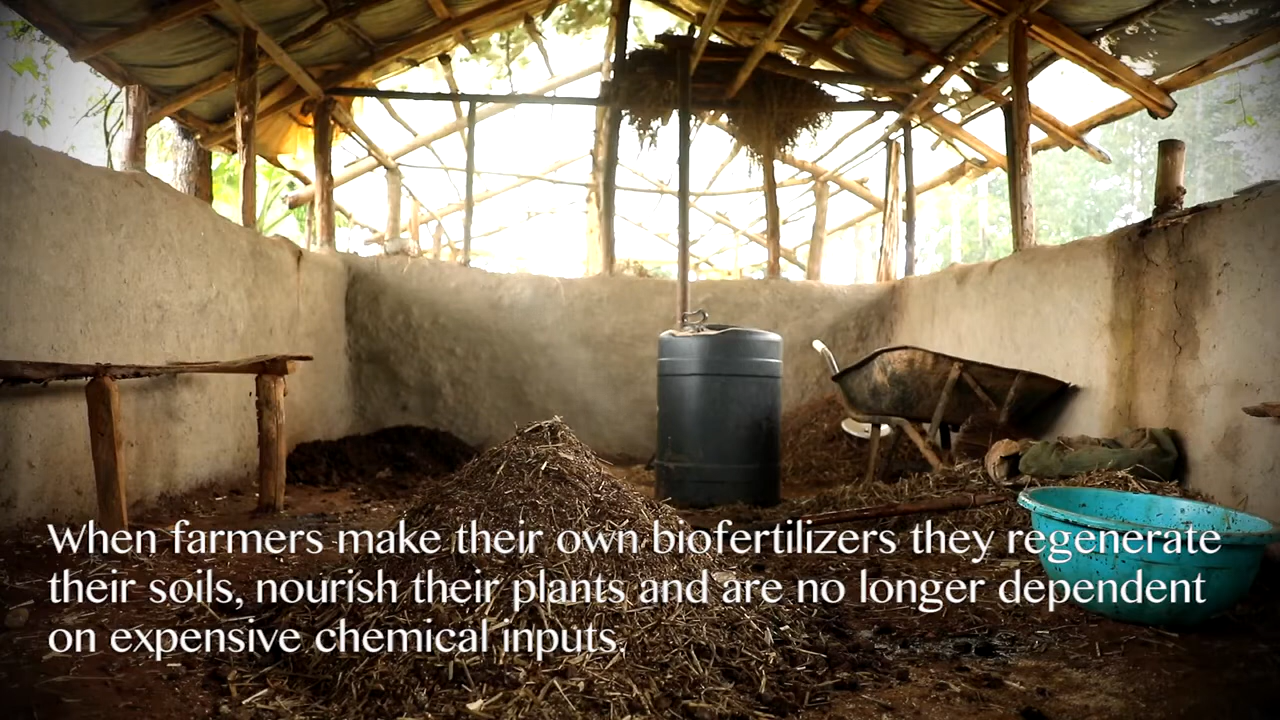 When farmers make their own biofertilizers they regenerate
their soils, nourish their plants and are no longer dependent
on expensive chemical inputs.